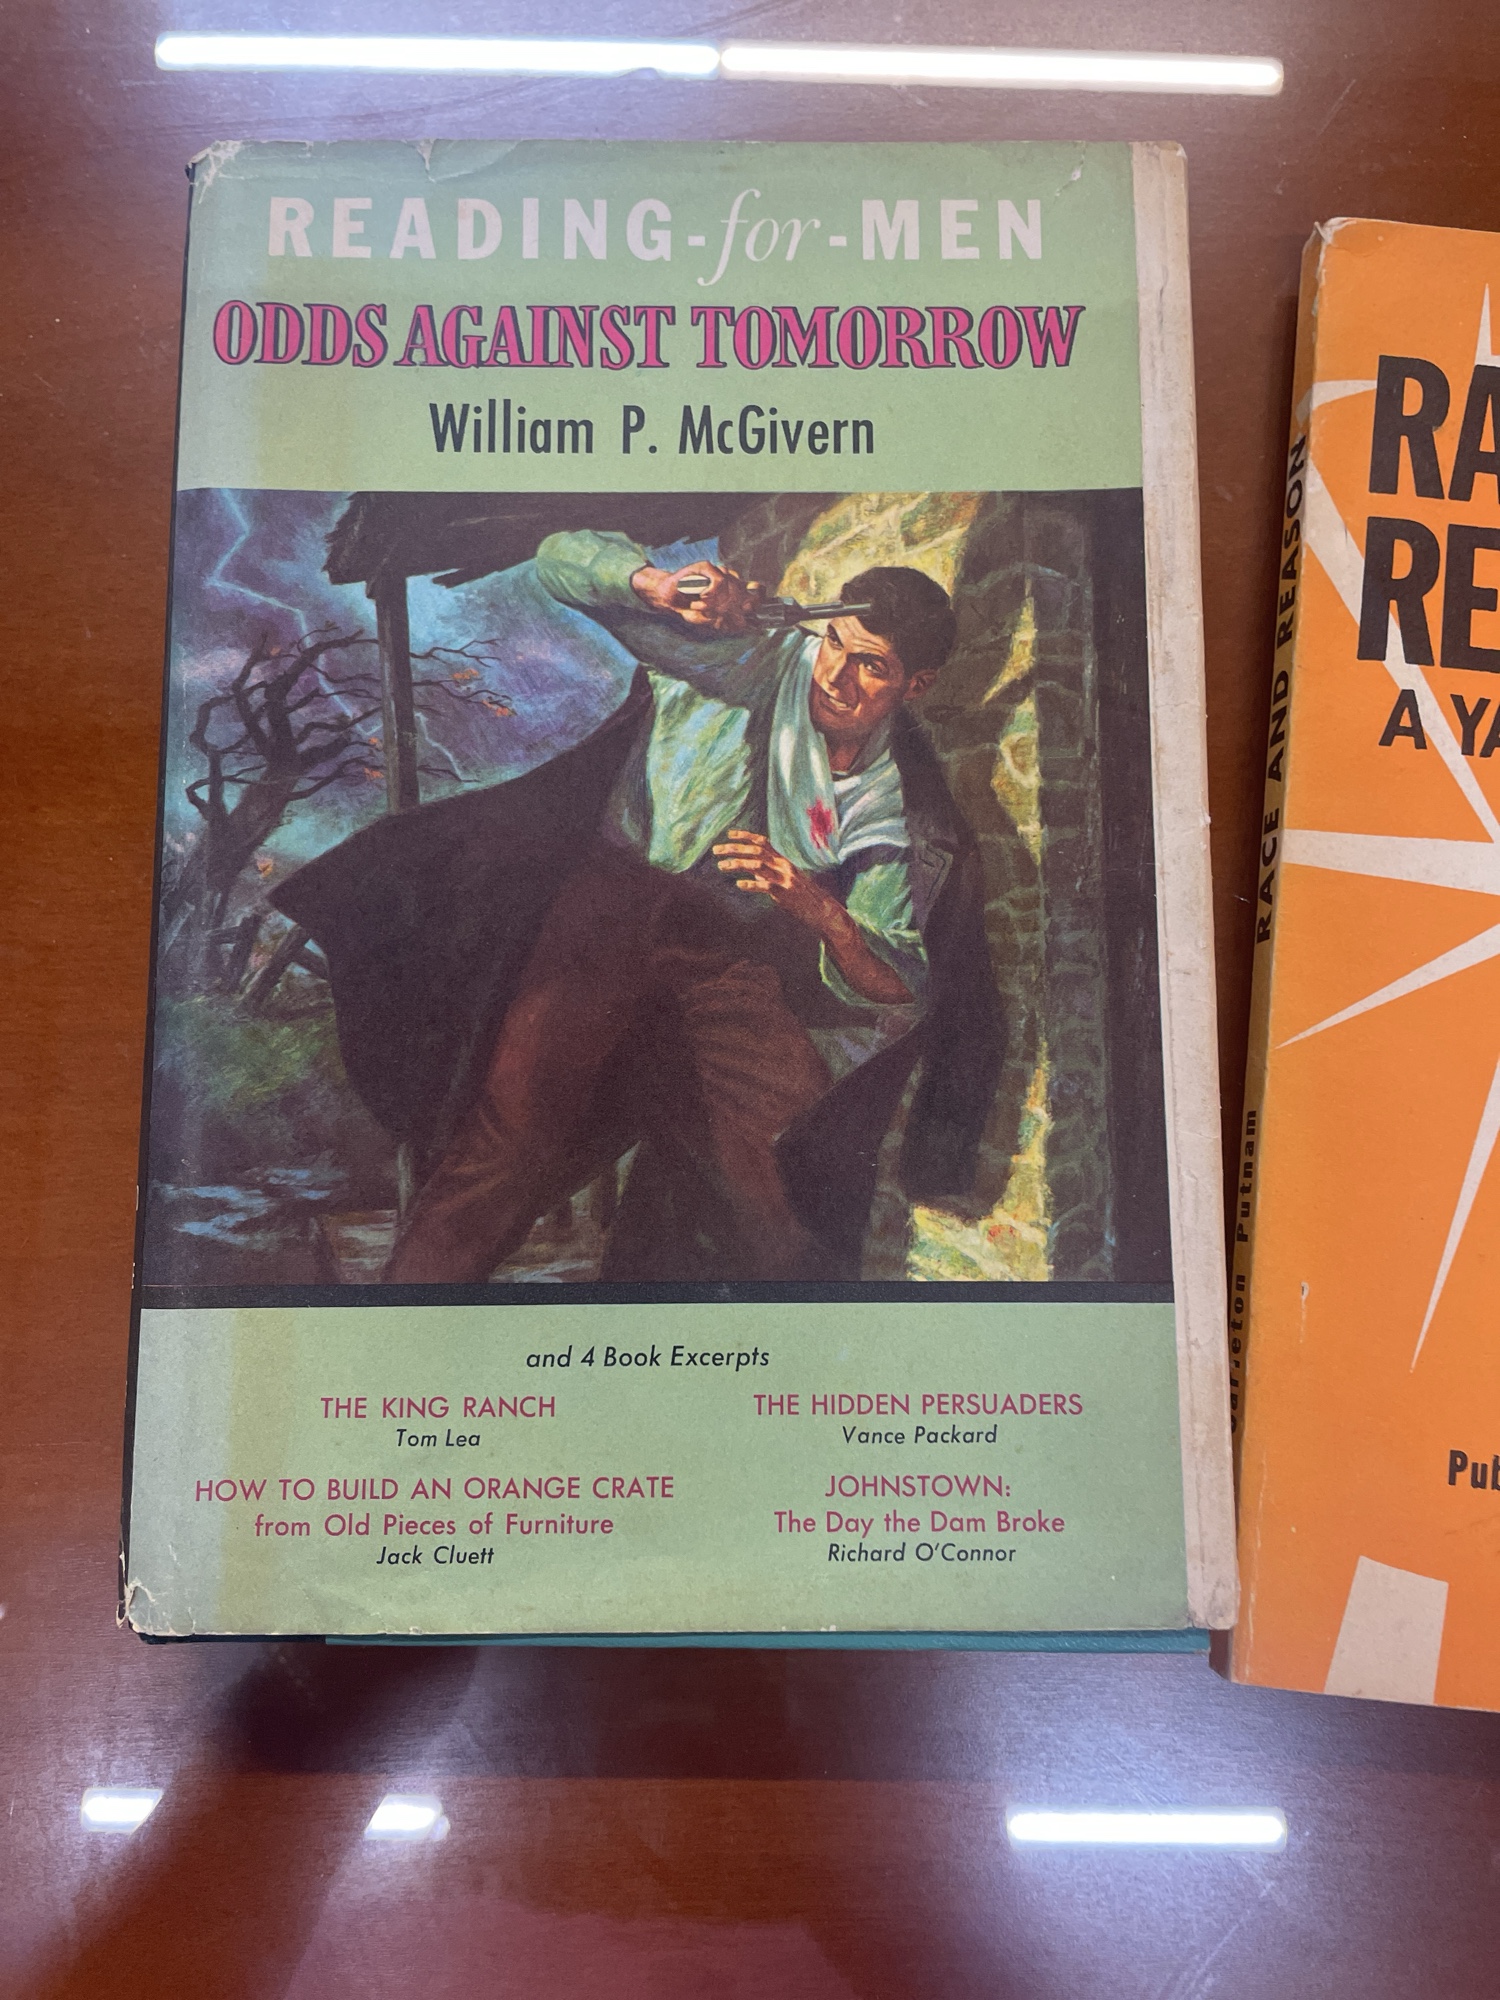 READING-for-MEN
ODDS AGAINST TOMORROW
William P. McGivern
and 4 Book Excerpts
THE KING RANCH
Tom Lea
HOW TO BUILD AN ORANGE CRATE
from Old Pieces of Furniture
Jack Cluett
THE HIDDEN PERSUADERS
Vance Packard
JOHNSTOWN:
The Day the Dam Broke
Richard O'Connor
RACE AND REASON
Carleton Putnam
RA
RE
A YA
Pub